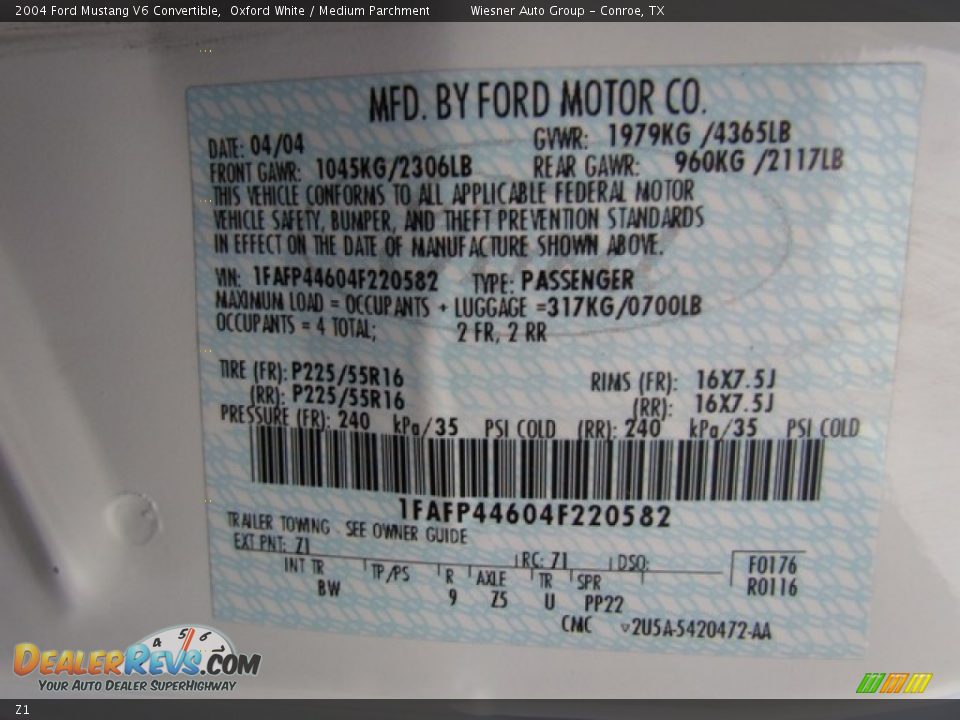 2004 Ford Mustang V6 Convertible,  Oxford White / Medium Parchment  Wiesner Auto Group - Conroe, TX
MFD. BY FORD MOTOR CO.
DATE: 04/04  GVWR: 1979KG /4365LB
FRONT GAWR: 1045KG/2306LB  REAR GAWR: 960KG /2117LB
THIS VEHICLE CONFORMS TO ALL APPLICABLE FEDERAL MOTOR
VEHICLE SAFETY, BUMPER, AND THEFT PREVENTION STANDARDS
IN EFFECT ON THE DATE OF MANUFACTURE SHOWN ABOVE.
VIN: 1FAFP44604F220582  TYPE: PASSENGER
MAXIMUM LOAD = OCCUPANTS + LUGGAGE =317KG/0700LB
OCCUPANTS = 4 TOTAL;  2 FR, 2 RR
TIRE (FR): P225/55R16  RIMS (FR): 16X7.5J
(RR): P225/55R16  (RR): 16X7.5J
PRESSURE (FR): 240 kPa/35 PSI COLD (RR): 240 kPa/35 PSI COLD
1FAFP44604F220582
TRAILER TOWING - SEE OWNER GUIDE
EXT PNT: Z1  RC: 71  DSO:  F0176
INT TR  TP/PS  R  AXLE  TR  SPR  R0116
BW  9  Z5  U  PP22
CMC  2U5A-5420472-AA
4 5 6 7
DEALERREVS.COM
YOUR AUTO DEALER SUPERHIGHWAY
Z1